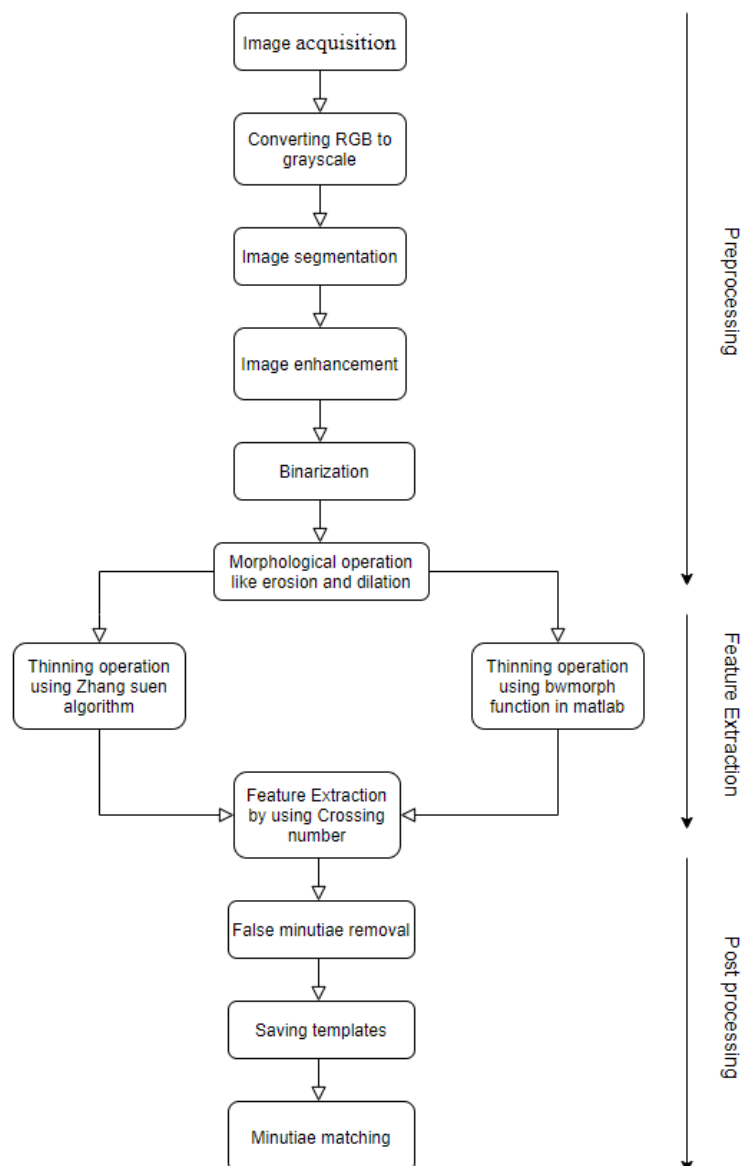 Image acquisition
Converting RGB to
grayscale
Image segmentation
Image enhancement
Binarization
Morphological operation
like erosion and dilation
Thinning operation
using Zhang suen
algorithm
Thinning operation
using bwmorph
function in matlab
Feature Extraction
by using Crossing
number
False minutiae removal
Saving templates
Minutiae matching
Preprocessing
Feature Extraction
Post processing